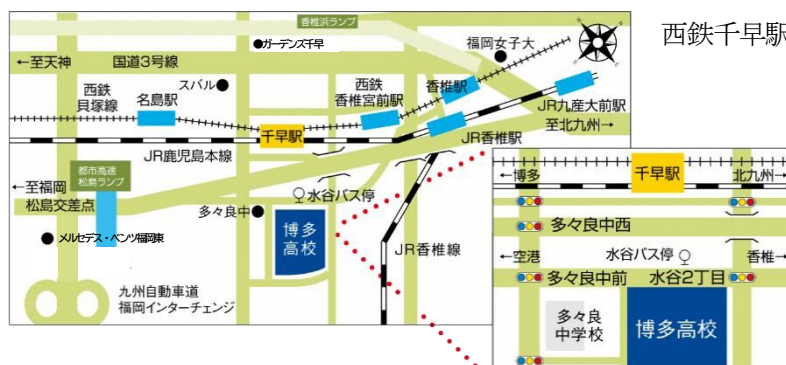 香椎浜ランプ
ガーデンズ千早
福岡女子大
西鉄千早駅
←至天神
国道3号線
スバル
西鉄
貝塚線
名島駅
西鉄
香椎宮前駅
香椎駅
JR九産大前駅
千早駅
至北九州→
JR鹿児島本線
JR香椎駅
都市高速
松島ランプ
←至福岡
松島交差点
水谷バス停
多々良中
メルセデス・ベンツ福岡東
博多
高校
JR香椎線
九州自動車道
福岡インターチェンジ
←博多
千早駅
北九州→
多々良中西
水谷バス停
←空港
香椎→
多々良中前
水谷2丁目
多々良
中学校
博多高校